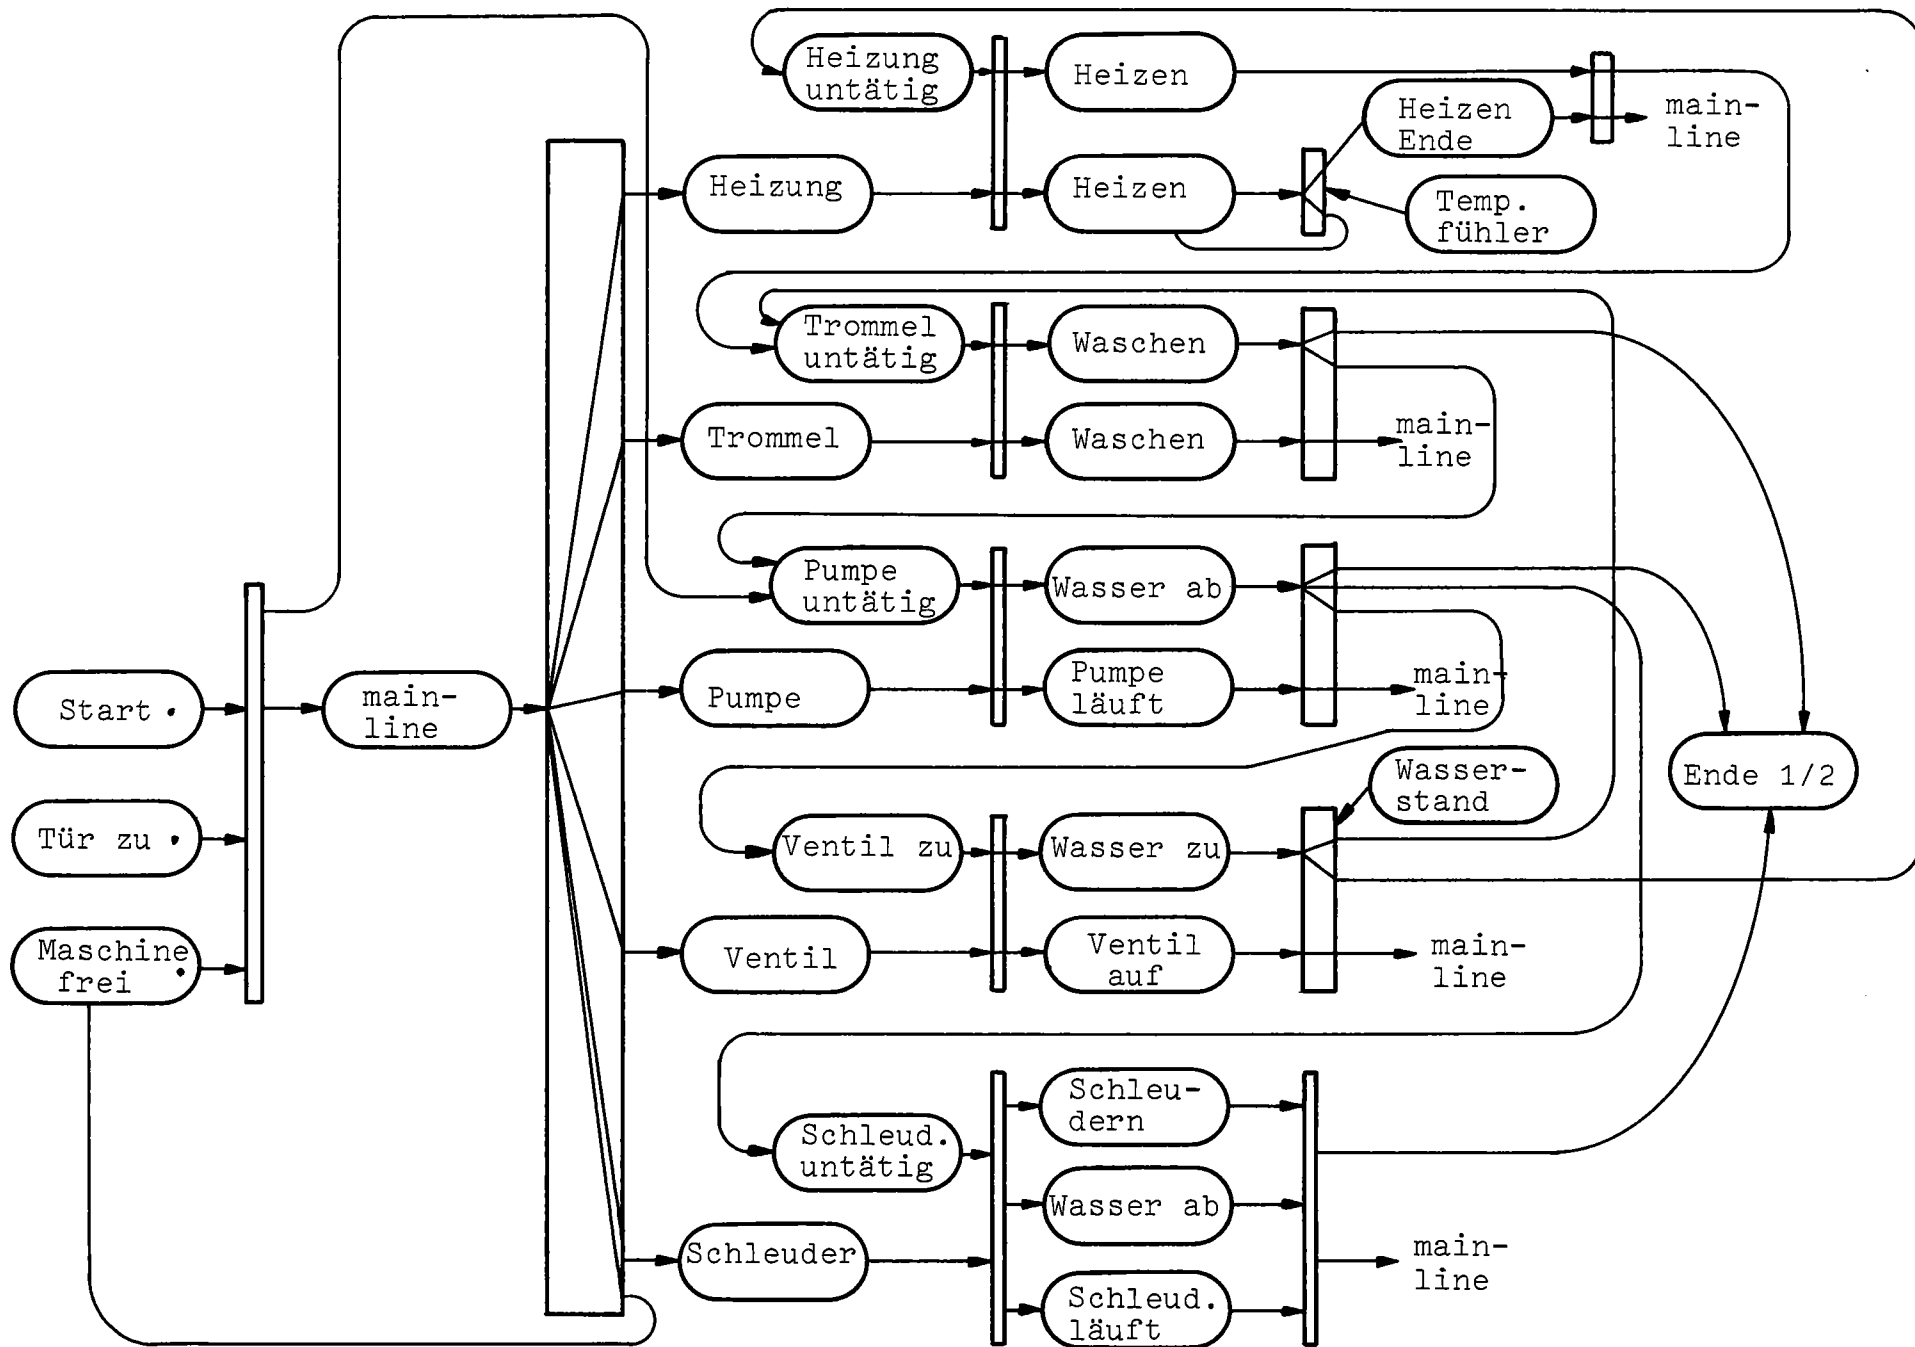 Heizung
untätig
Heizen
Heizen
Ende
main-
line
Heizung
Heizen
Temp.
fühler
Trommel
untätig
Waschen
Trommel
Waschen
main-
line
Pumpe
untätig
Wasser ab
Start
main-
line
Pumpe
Pumpe
läuft
main-
line
Wasser-
stand
Ende 1/2
Tür zu
Ventil zu
Wasser zu
Maschine
frei
Ventil
Ventil
auf
main-
line
Schleu-
dern
Schleud.
untätig
Wasser ab
Schleuder
Schleud.
läuft
main-
line